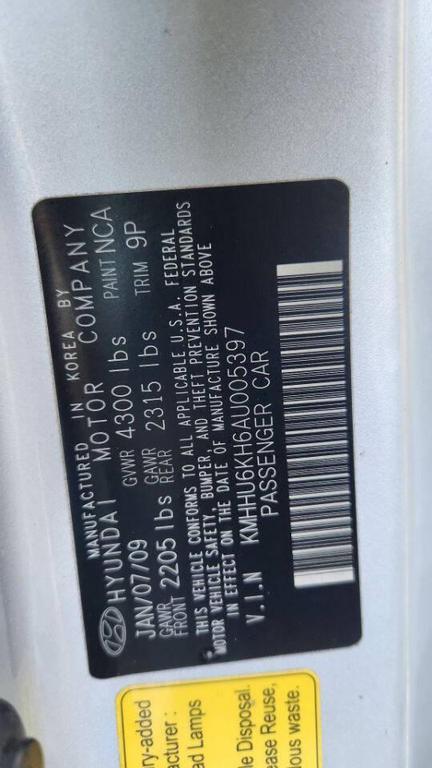 MANUFACTURED IN KOREA BY
HYUNDAI MOTOR COMPANY
JAN/07/09 GVWR 4300 lbs PAINT NCA
GAWR FRONT 2205 lbs GAWR REAR 2315 lbs TRIM 9P
THIS VEHICLE CONFORMS TO ALL APPLICABLE U.S.A. FEDERAL
MOTOR VEHICLE SAFETY, BUMPER, AND THEFT PREVENTION STANDARDS
IN EFFECT ON THE DATE OF MANUFACTURE SHOWN ABOVE
V.I.N KMHHU6KH6AU005397
PASSENGER CAR
ry-added
acturer :
ad Lamps
le Disposal.
ease Reuse,
lous waste.